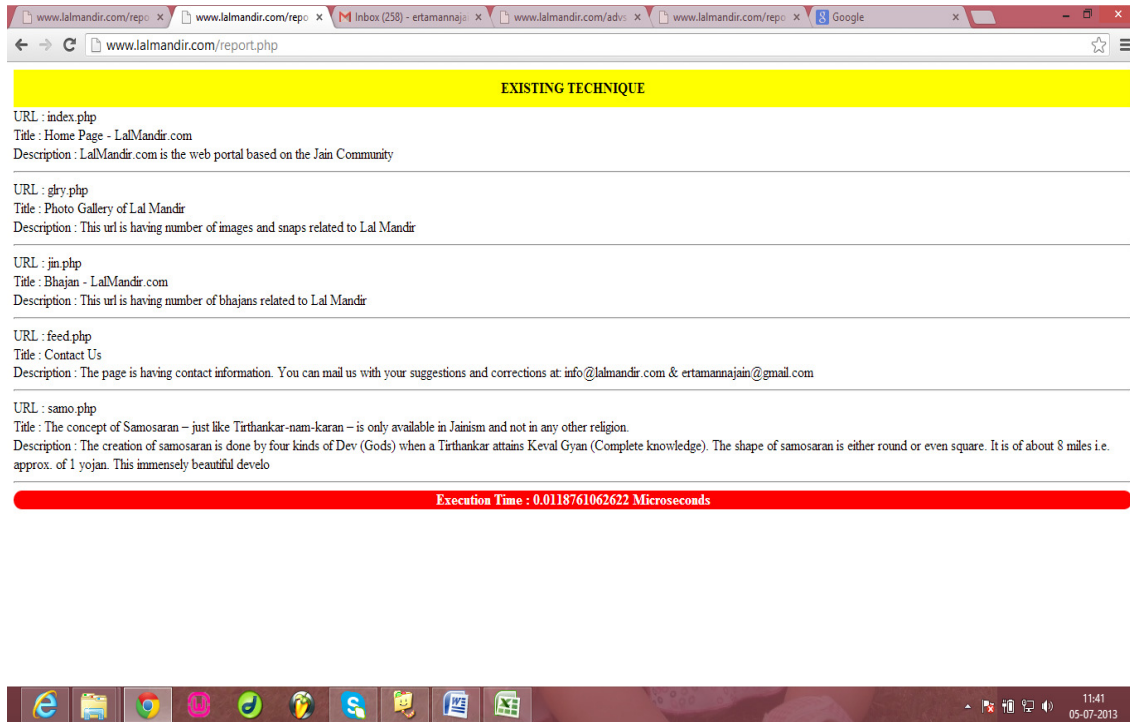 www.lalmandir.com/repo
www.lalmandir.com/repo
Inbox (258) - ertamannaja
www.lalmandir.com/advs
www.lalmandir.com/repo
Google
www.lalmandir.com/report.php
EXISTING TECHNIQUE
URL : index.php
Title : Home Page - LalMandir.com
Description : LalMandir.com is the web portal based on the Jain Community
URL : glry.php
Title : Photo Gallery of Lal Mandir
Description : This url is having number of images and snaps related to Lal Mandir
URL : jin.php
Title : Bhajan - LalMandir.com
Description : This url is having number of bhajans related to Lal Mandir
URL : feed.php
Title : Contact Us
Description : The page is having contact information. You can mail us with your suggestions and corrections at: info@lalmandir.com & ertamannajain@gmail.com
URL : samo.php
Title : The concept of Samosaran – just like Tirthankar-nam-karan – is only available in Jainism and not in any other religion.
Description : The creation of samosaran is done by four kinds of Dev (Gods) when a Tirthankar attains Keval Gyan (Complete knowledge). The shape of samosaran is either round or even square. It is of about 8 miles i.e.
approx. of 1 yojan. This immensely beautiful develo
Execution Time : 0.0118761062622 Microseconds
11:41
05-07-2013